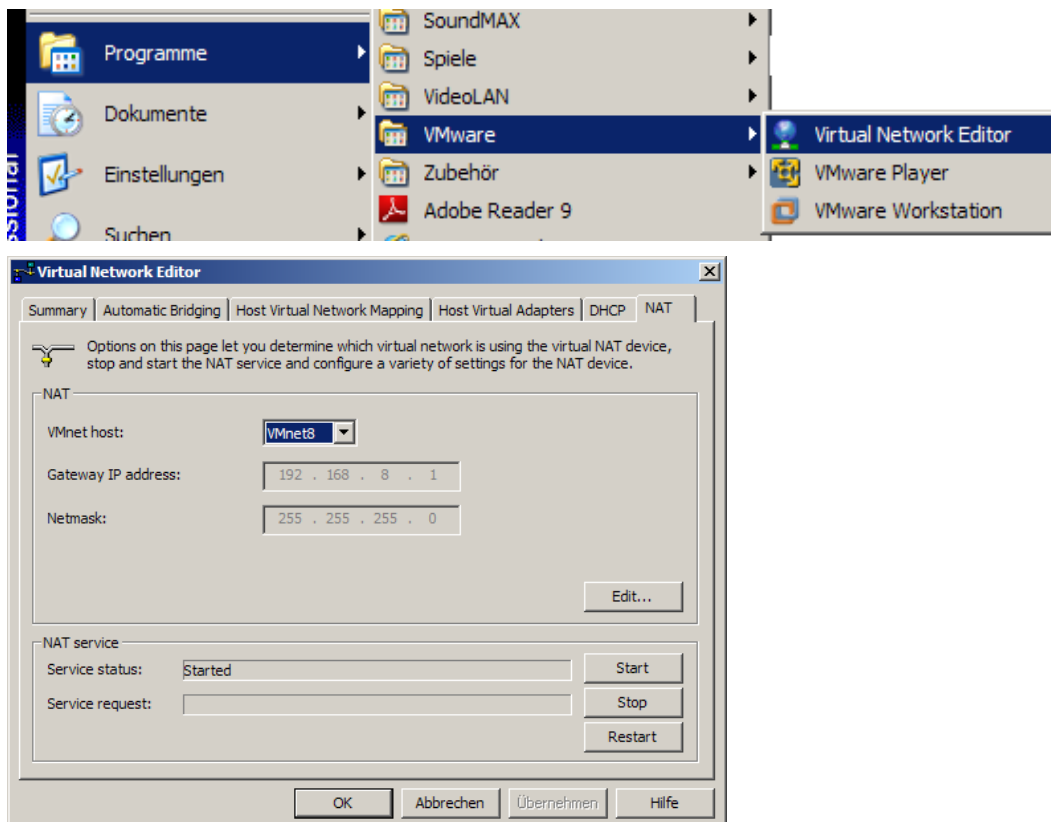 SoundMAX
Programme
Spiele
VideoLAN
Dokumente
VMware
Virtual Network Editor
Einstellungen
Zubehör
VMware Player
Adobe Reader 9
VMware Workstation
Suchen
Virtual Network Editor
Summary Automatic Bridging Host Virtual Network Mapping Host Virtual Adapters DHCP NAT
Options on this page let you determine which virtual network is using the virtual NAT device,
stop and start the NAT service and configure a variety of settings for the NAT device.
NAT
VMnet host: VMnet8
Gateway IP address: 192 . 168 . 8 . 1
Netmask: 255 . 255 . 255 . 0
Edit...
NAT service
Service status: Started Start
Service request: Stop
Restart
OK Abbrechen Übernehmen Hilfe